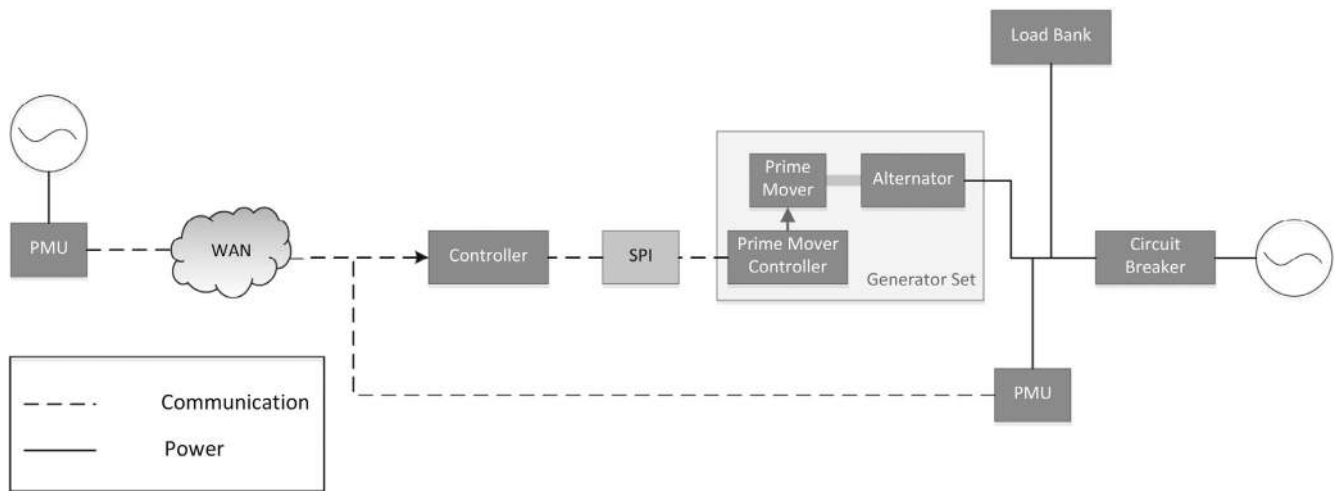 Load Bank
Prime
Mover
Alternator
PMU
WAN
Controller
SPI
Prime Mover
Controller
Generator Set
Circuit
Breaker
PMU
Communication
Power